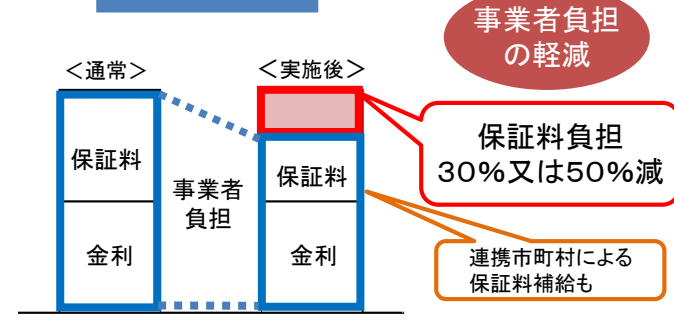 事業者負担
の軽減
<通常>
<実施後>
保証料
金利
事業者
負担
保証料
金利
保証料負担
30%又は50%減
連携市町村による
保証料補給も